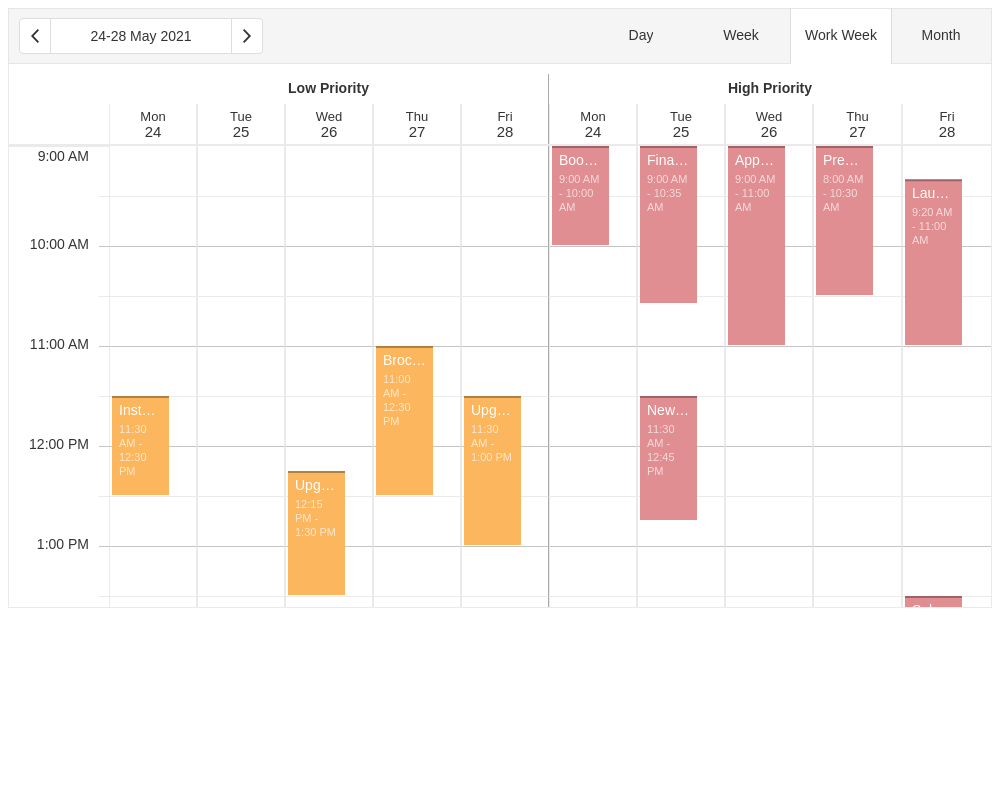 24-28 May 2021
Day
Week
Work Week
Month
Low Priority
High Priority
Mon
24
Tue
25
Wed
26
Thu
27
Fri
28
Mon
24
Tue
25
Wed
26
Thu
27
Fri
28
9:00 AM
10:00 AM
11:00 AM
12:00 PM
1:00 PM
Inst…
11:30
AM -
12:30
PM
Upg…
12:15
PM -
1:30 PM
Broc…
11:00
AM -
12:30
PM
Upg…
11:30
AM -
1:00 PM
Boo…
9:00 AM
- 10:00
AM
Fina…
9:00 AM
- 10:35
AM
New…
11:30
AM -
12:45
PM
App…
9:00 AM
- 11:00
AM
Pre…
8:00 AM
- 10:30
AM
Lau…
9:20 AM
- 11:00
AM